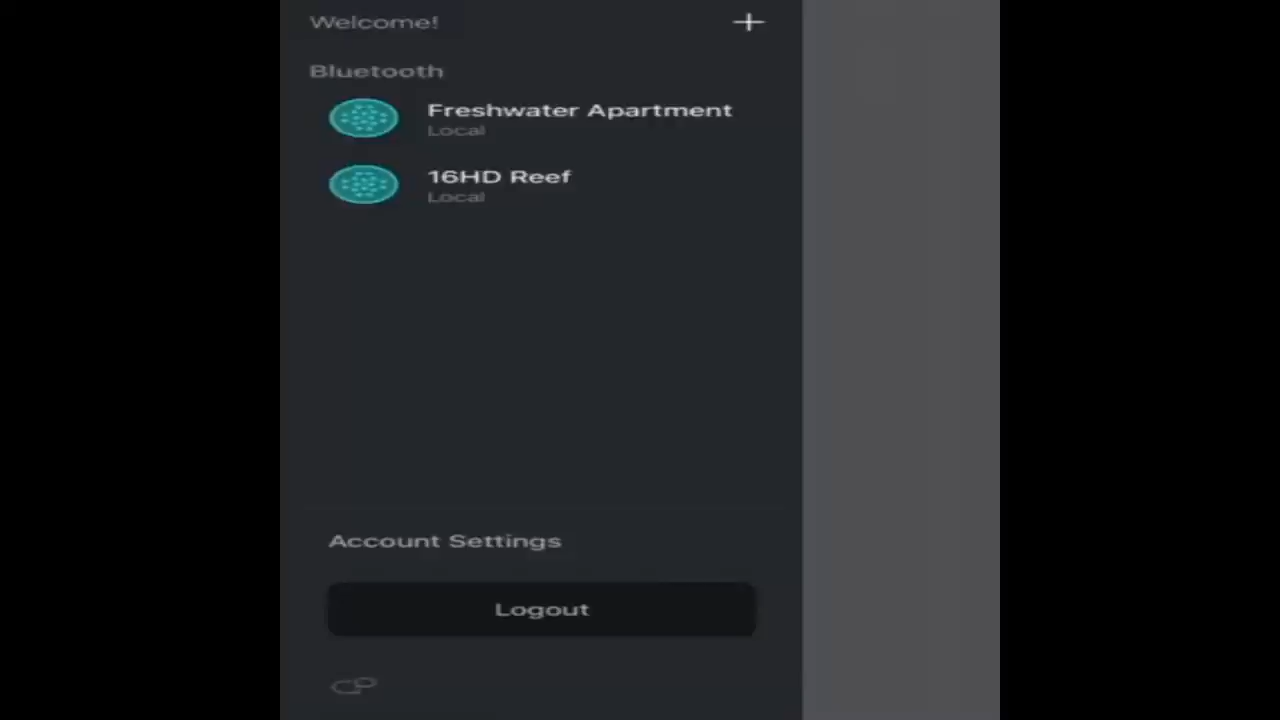 Welcome!
Bluetooth
Freshwater Apartment
Local
16HD Reef
Local
Account Settings
Logout